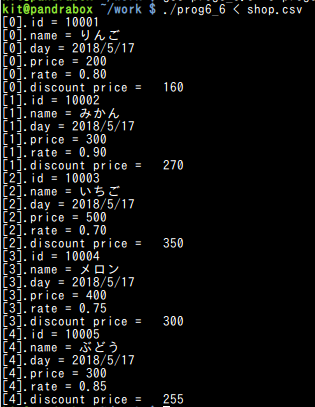 kit@pandrabox ~/work $ ./prog6_6 < shop.csv
[0].id = 10001
[0].name = りんご
[0].day = 2018/5/17
[0].price = 200
[0].rate = 0.80
[0].discount price =   160
[1].id = 10002
[1].name = みかん
[1].day = 2018/5/17
[1].price = 300
[1].rate = 0.90
[1].discount price =   270
[2].id = 10003
[2].name = いちご
[2].day = 2018/5/17
[2].price = 500
[2].rate = 0.70
[2].discount price =   350
[3].id = 10004
[3].name = メロン
[3].day = 2018/5/17
[3].price = 400
[3].rate = 0.75
[3].discount price =   300
[4].id = 10005
[4].name = ぶどう
[4].day = 2018/5/17
[4].price = 300
[4].rate = 0.85
[4].discount price =   255